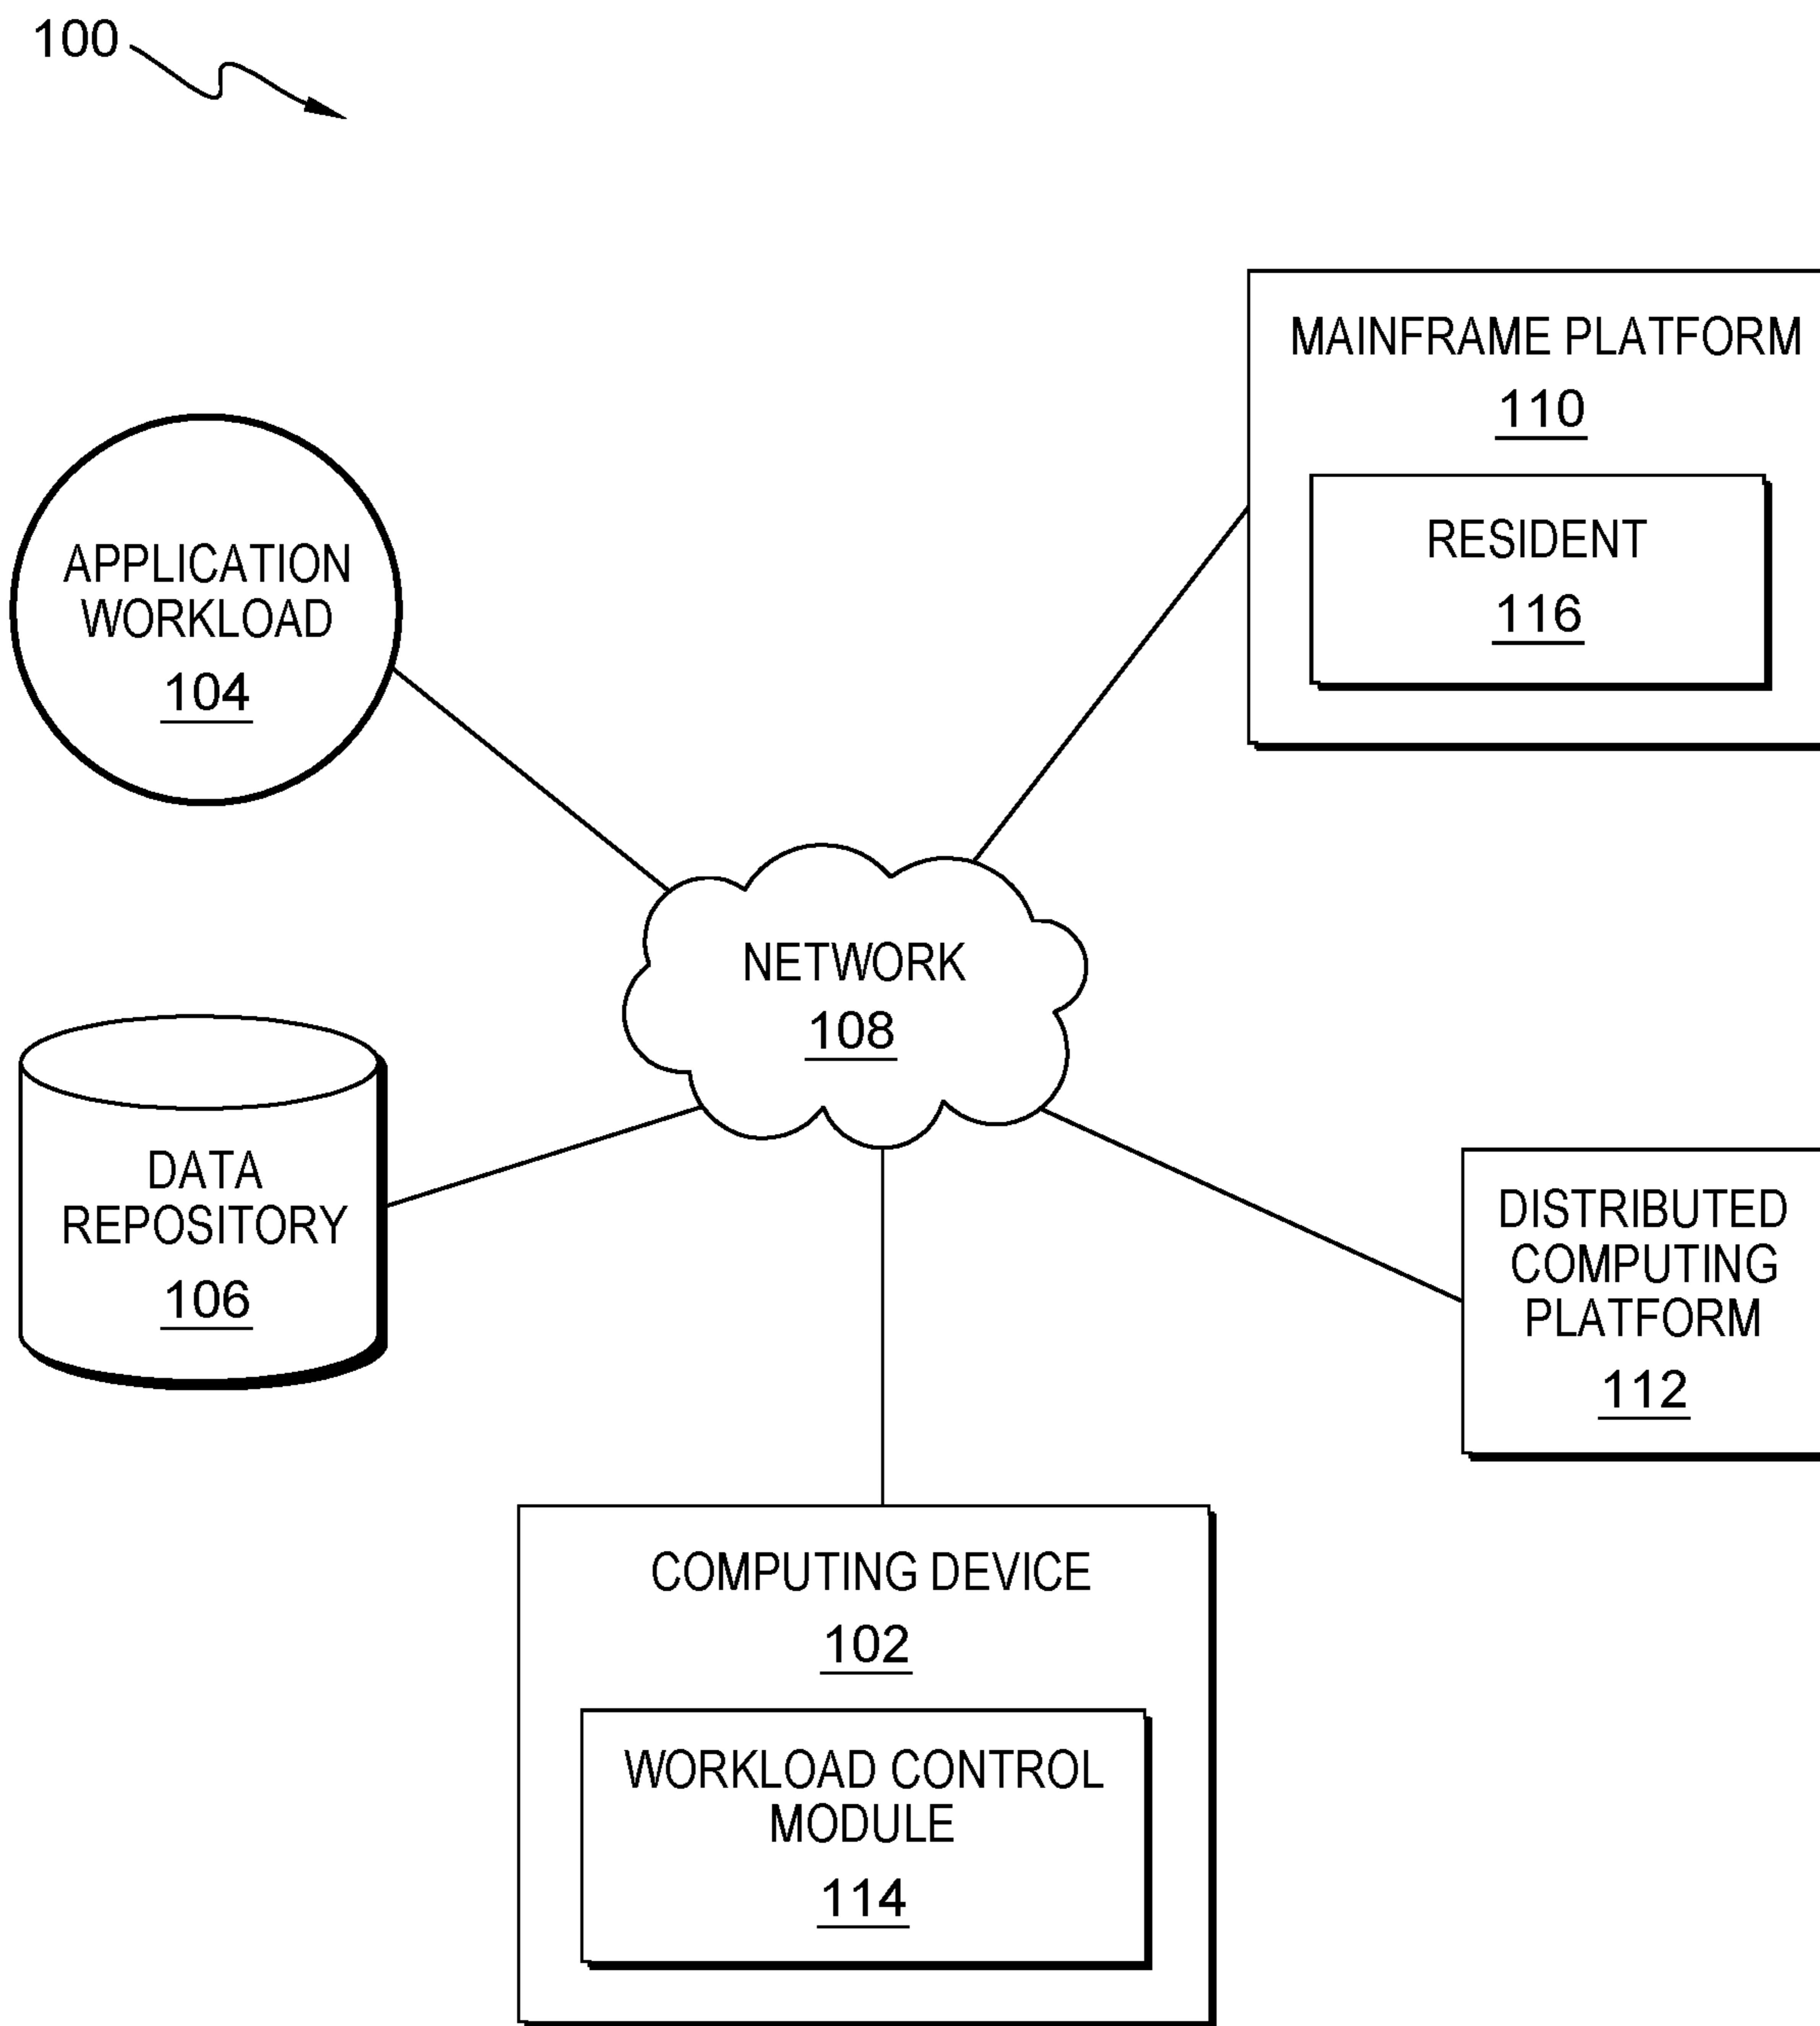 100
MAINFRAME PLATFORM
110
RESIDENT
116
APPLICATION
WORKLOAD
104
NETWORK
108
DATA
REPOSITORY
106
DISTRIBUTED
COMPUTING
PLATFORM
112
COMPUTING DEVICE
102
WORKLOAD CONTROL
MODULE
114